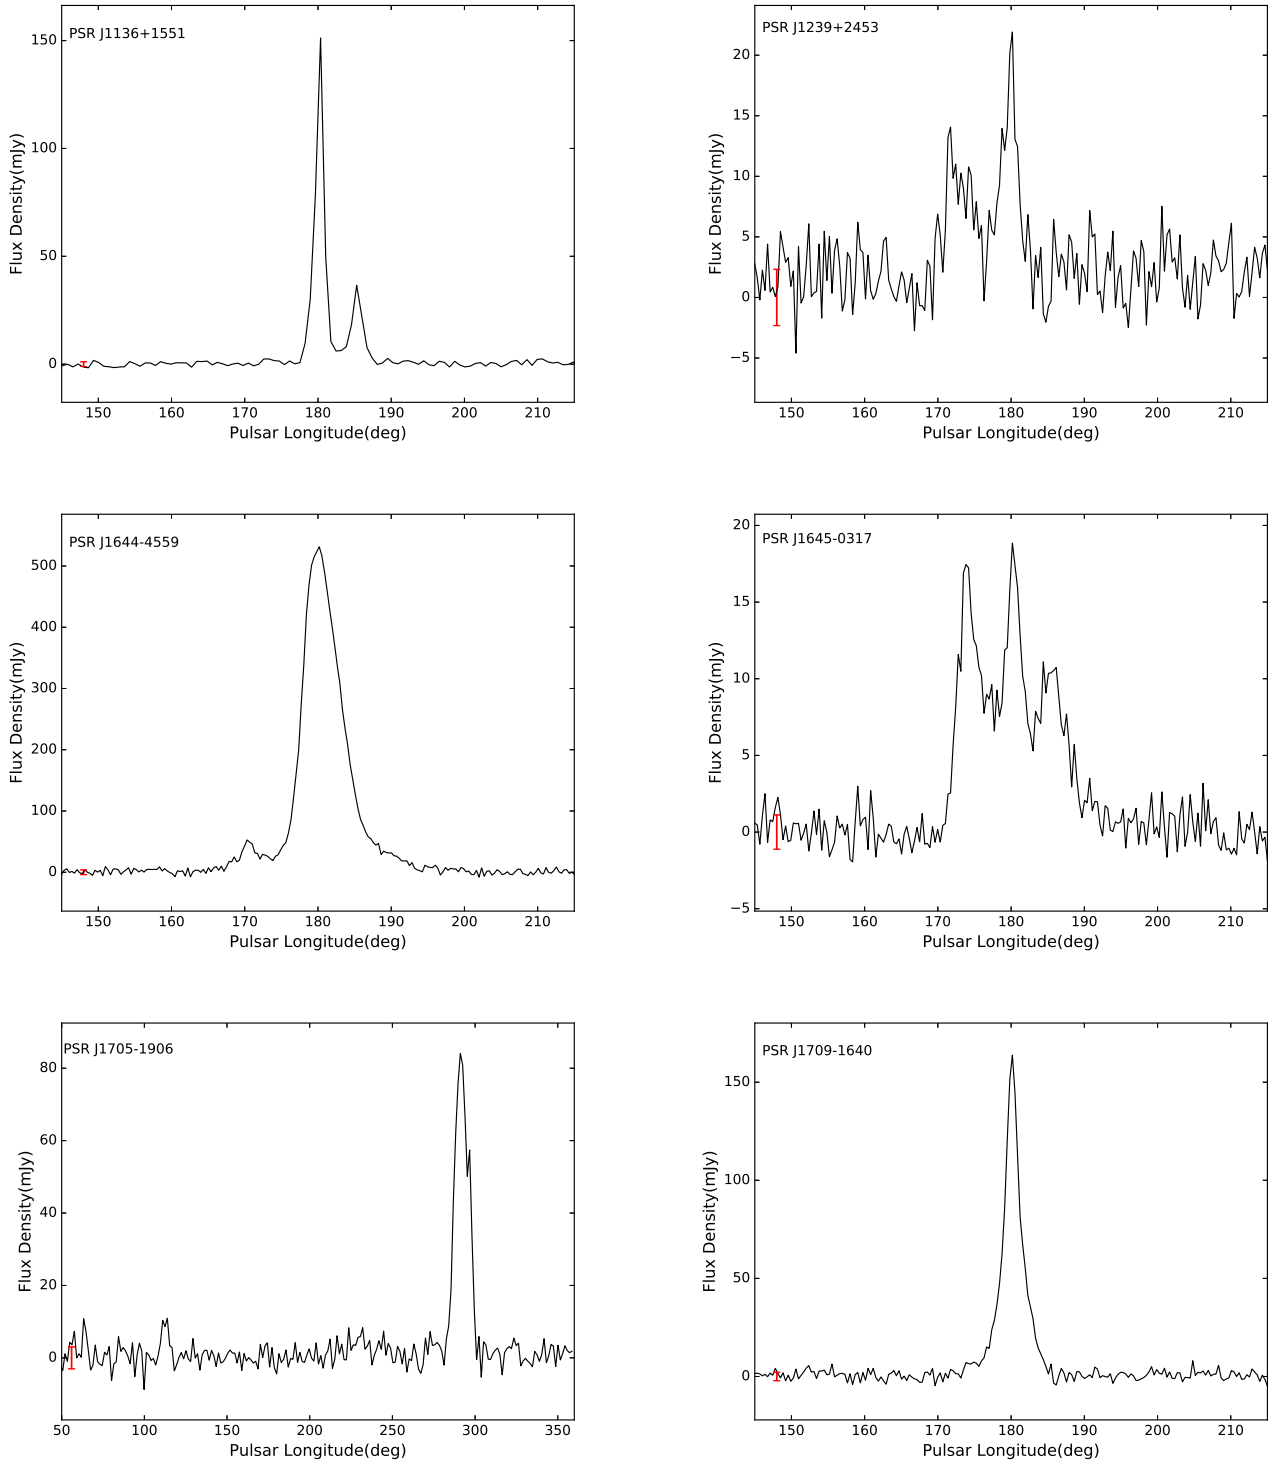 PSR J1136+1551
150
100
50
0
Flux Density(mJy)
150 160 170 180 190 200 210
Pulsar Longitude(deg)
PSR J1239+2453
20
15
10
5
0
−5
Flux Density(mJy)
150 160 170 180 190 200 210
Pulsar Longitude(deg)
PSR J1644-4559
500
400
300
200
100
0
Flux Density(mJy)
150 160 170 180 190 200 210
Pulsar Longitude(deg)
PSR J1645-0317
20
15
10
5
0
−5
Flux Density(mJy)
150 160 170 180 190 200 210
Pulsar Longitude(deg)
PSR J1705-1906
80
60
40
20
0
Flux Density(mJy)
50 100 150 200 250 300 350
Pulsar Longitude(deg)
PSR J1709-1640
150
100
50
0
Flux Density(mJy)
150 160 170 180 190 200 210
Pulsar Longitude(deg)